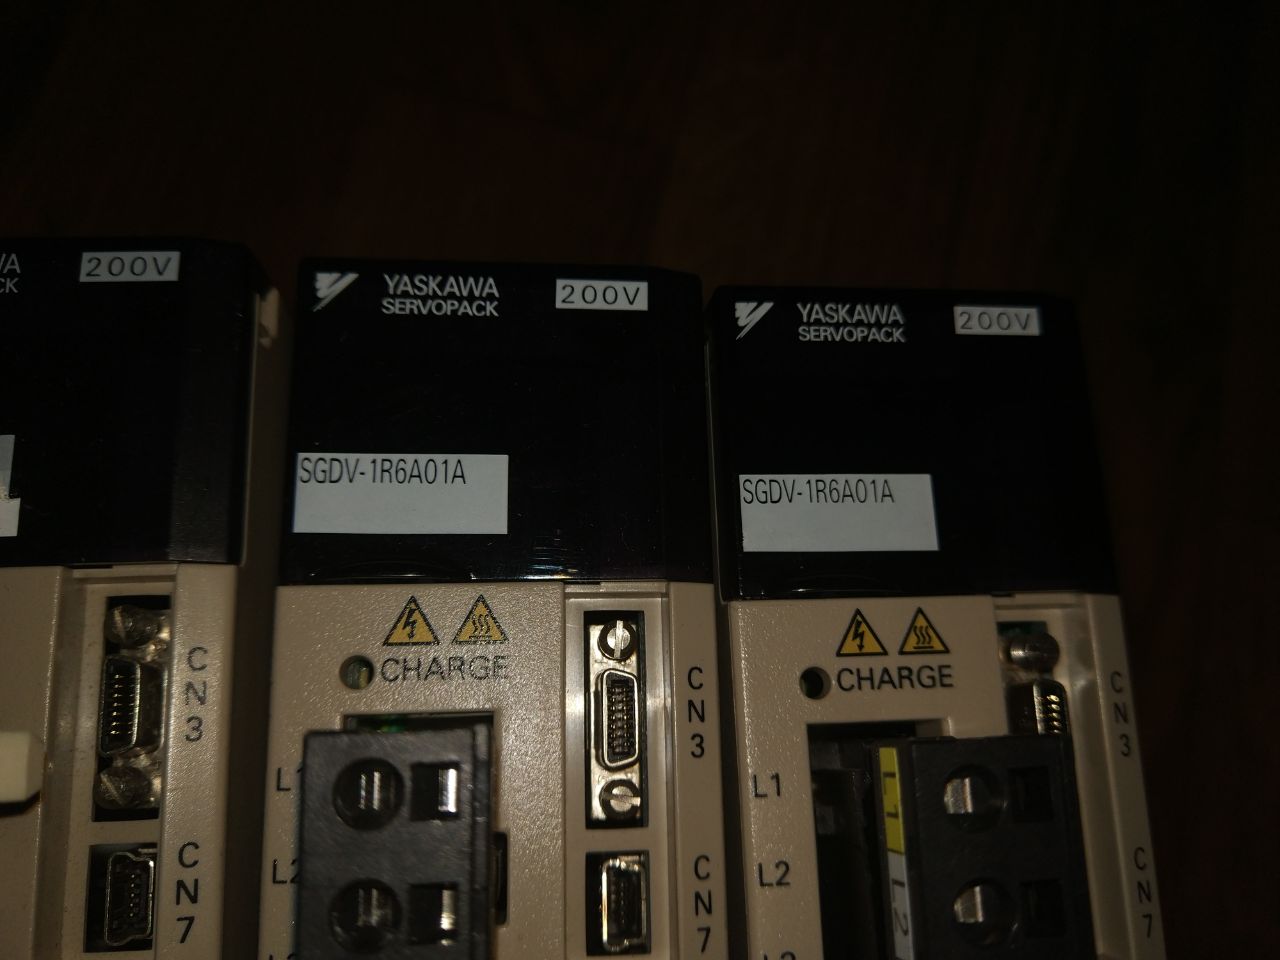 200V
YASKAWA
SERVOPACK
200V
SGDV-1R6A01A
CHARGE
CN3
CN7
L2
YASKAWA
SERVOPACK
200V
SGDV-1R6A01A
CHARGE
CN3
CN7
L1
L2
L1
L2
CN3
CN7